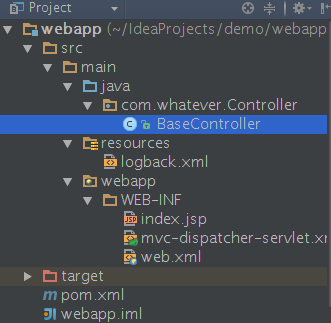 Project
webapp (~/IdeaProjects/demo/webapp
src
main
java
com.whatever.Controller
BaseController
resources
logback.xml
webapp
WEB-INF
index.jsp
mvc-dispatcher-servlet.xm
web.xml
target
pom.xml
webapp.iml